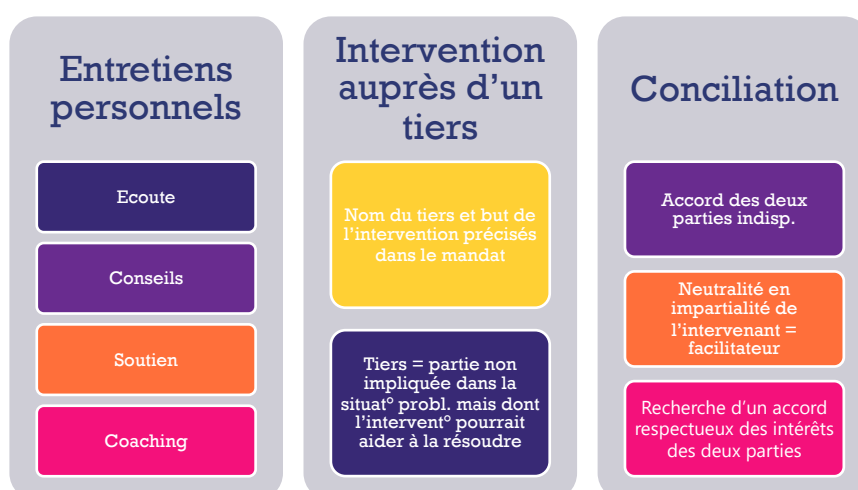 Entretiens
personnels
Ecoute
Conseils
Soutien
Coaching
Intervention
auprès d'un
tiers
Nom du tiers et but de
l'intervention précisés
dans le mandat
Tiers = partie non
impliquée dans la
situat° probl. mais dont
l'intervent° pourrait
aider à la résoudre
Conciliation
Accord des deux
parties indisp.
Neutralité en
impartialité de
l'intervenant =
facilitateur
Recherche d'un accord
respectueux des intérêts
des deux parties